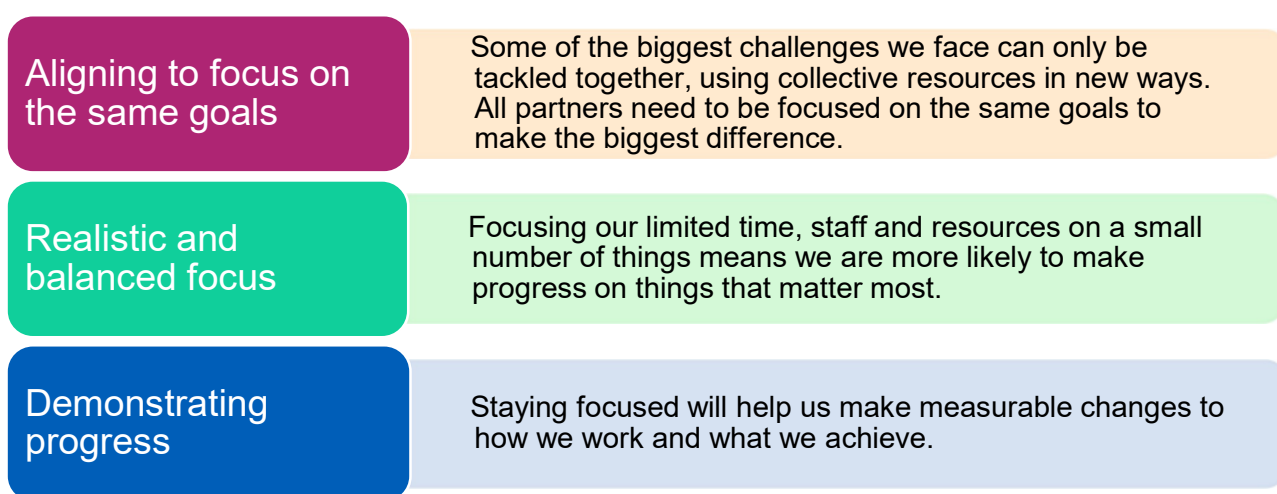 Aligning to focus on
the same goals
Some of the biggest challenges we face can only be
tackled together, using collective resources in new ways.
All partners need to be focused on the same goals to
make the biggest difference.
Realistic and
balanced focus
Focusing our limited time, staff and resources on a small
number of things means we are more likely to make
progress on things that matter most.
Demonstrating
progress
Staying focused will help us make measurable changes to
how we work and what we achieve.